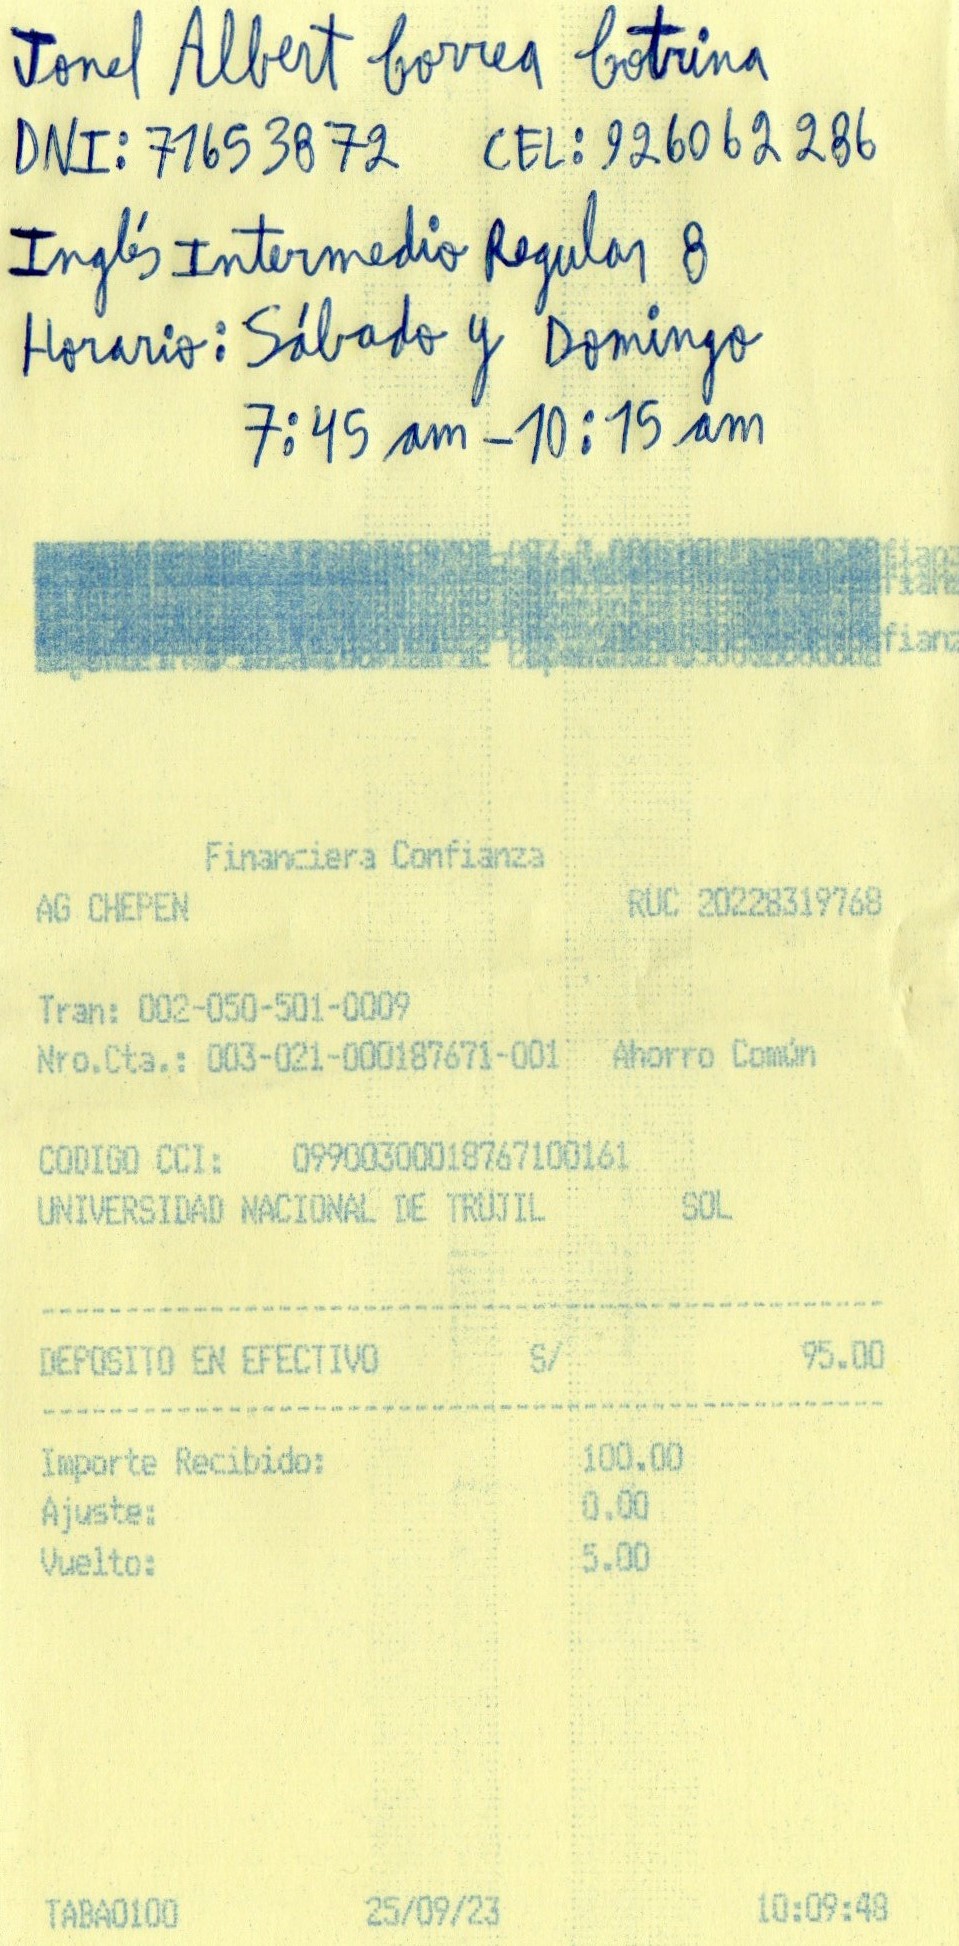 Jonel Albert Correa Cotrina
DNI: 71653872 CEL: 926062286
Inglés Intermedio Regular 8
Horario: Sábado y Domingo
7:45 am - 10:15 am
Financiera Confianza
AG CHEPEN RUC 20228319768
Tran: 002-050-501-0009
Nro.Cta.: 003-021-000187671-001 Ahorro Común
CODIGO CCI: 09900300018767100161
UNIVERSIDAD NACIONAL DE TRUJIL SOL
DEPOSITO EN EFECTIVO S/ 95.00
Importe Recibido: 100.00
Ajuste: 0.00
Vuelto: 5.00
TABA0100 25/09/23 10:09:48